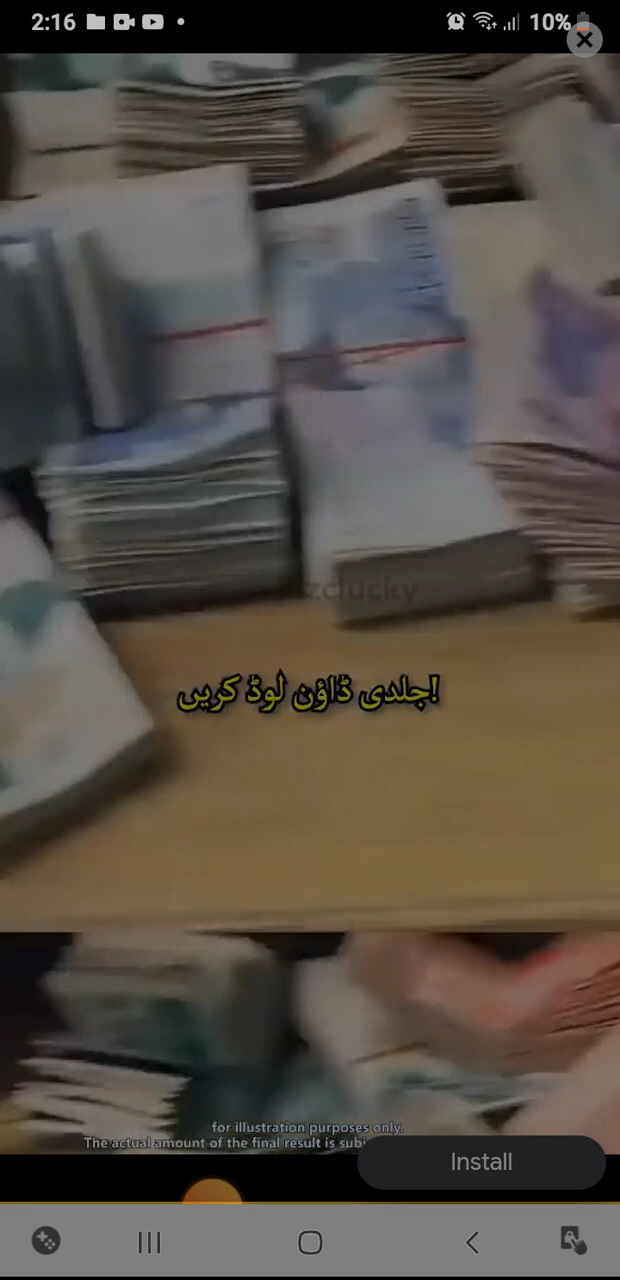 2:16
10%
جلدی ڈاؤن لوڈ کریں!
for illustration purposes only.
The actual amount of the final result is
Install